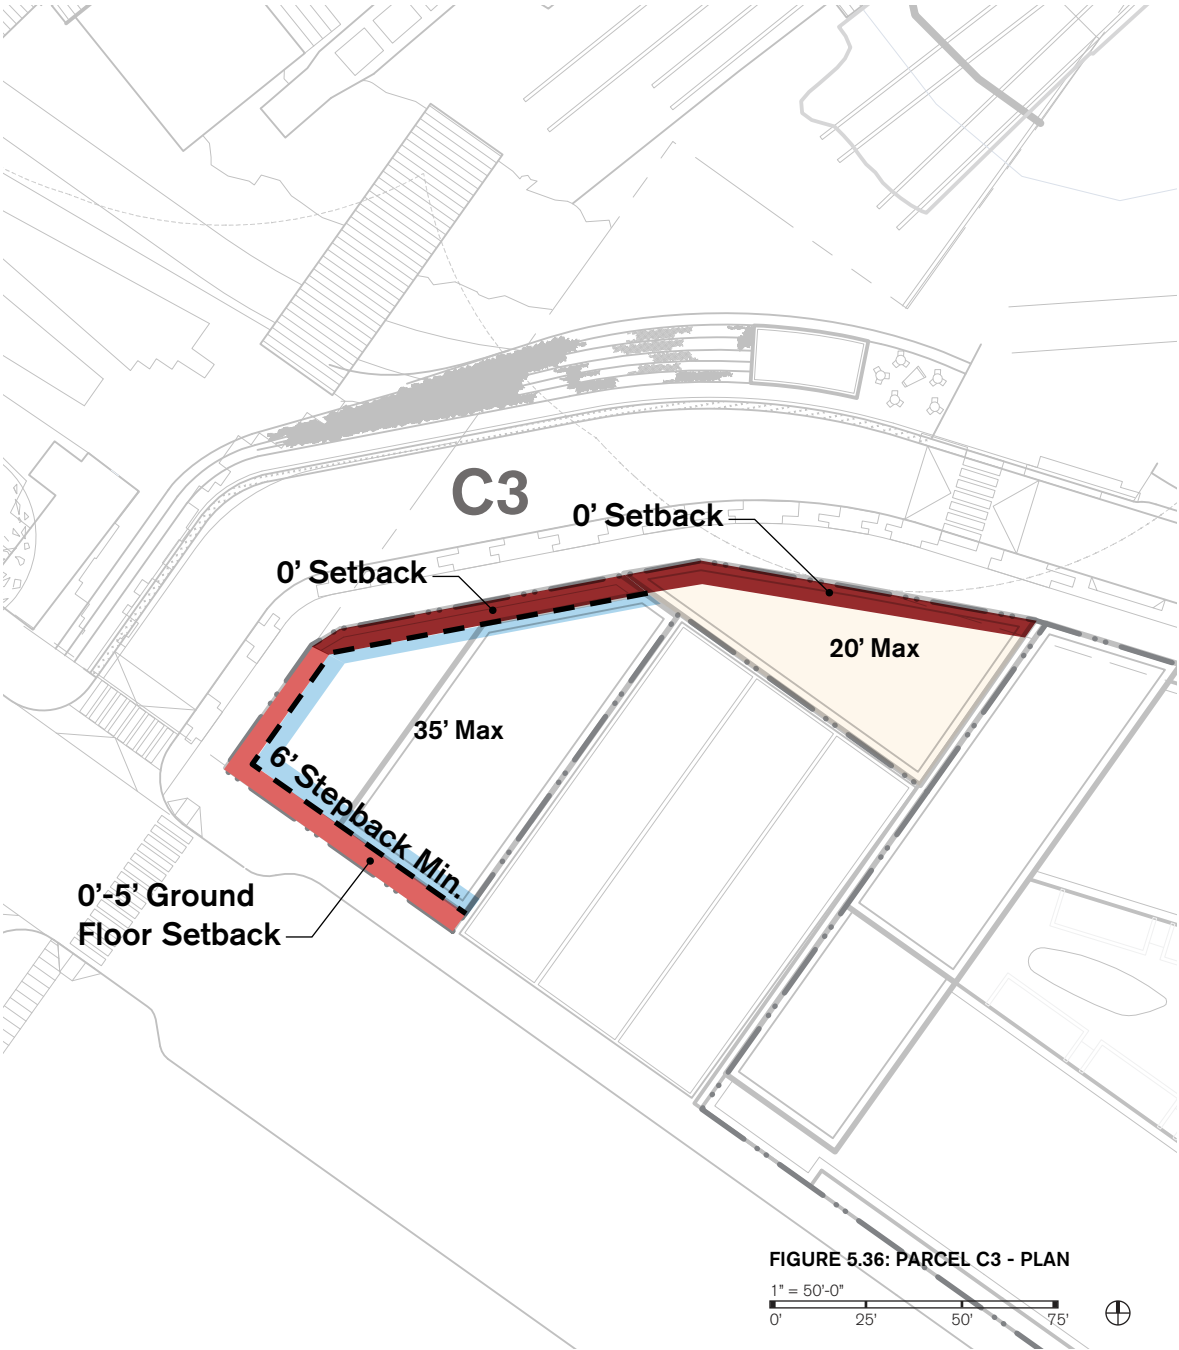 C3
0' Setback
0' Setback
20' Max
35' Max
6' Stepback Min.
0'-5' Ground
Floor Setback
FIGURE 5.36: PARCEL C3 - PLAN
1" = 50'-0"
0' 25' 50' 75'